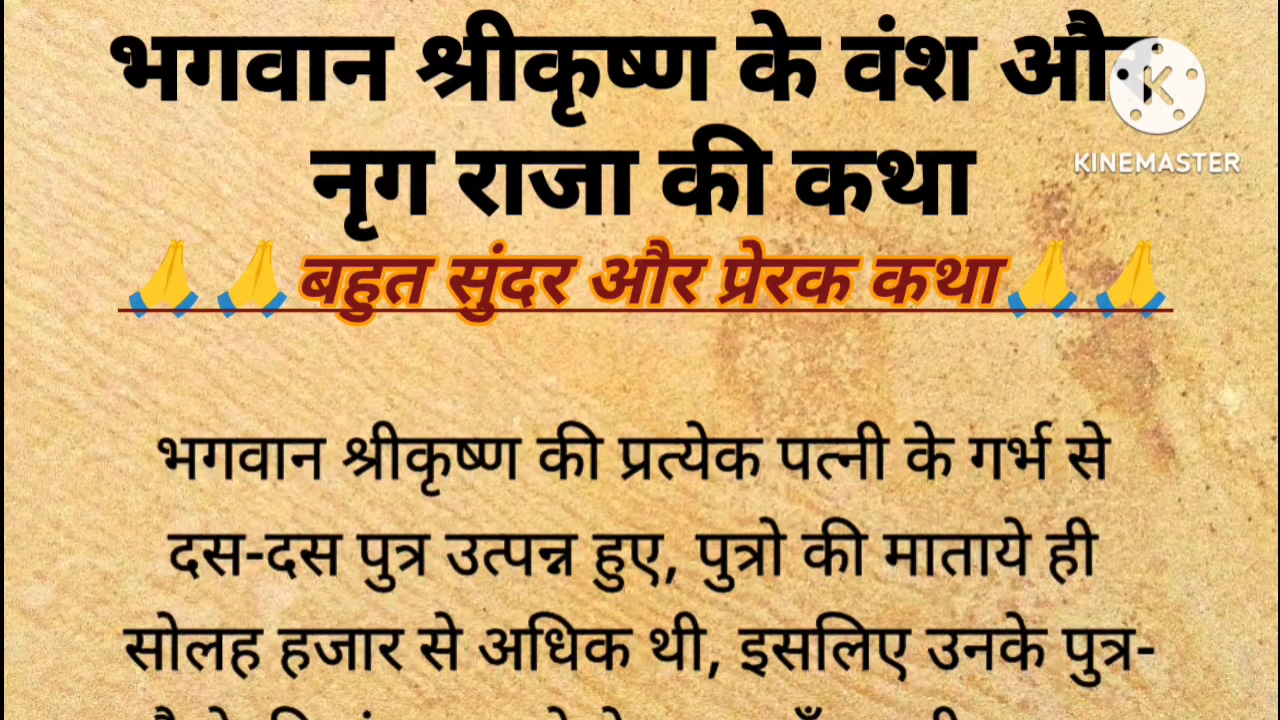 भगवान श्रीकृष्ण के वंश और
KINEMASTER
नृग राजा की कथा
🙏🙏बहुत सुंदर और प्रेरक कथा🙏🙏
भगवान श्रीकृष्ण की प्रत्येक पत्नी के गर्भ से
दस-दस पुत्र उत्पन्न हुए, पुत्रो की माताये ही
सोलह हजार से अधिक थी, इसलिए उनके पुत्र-